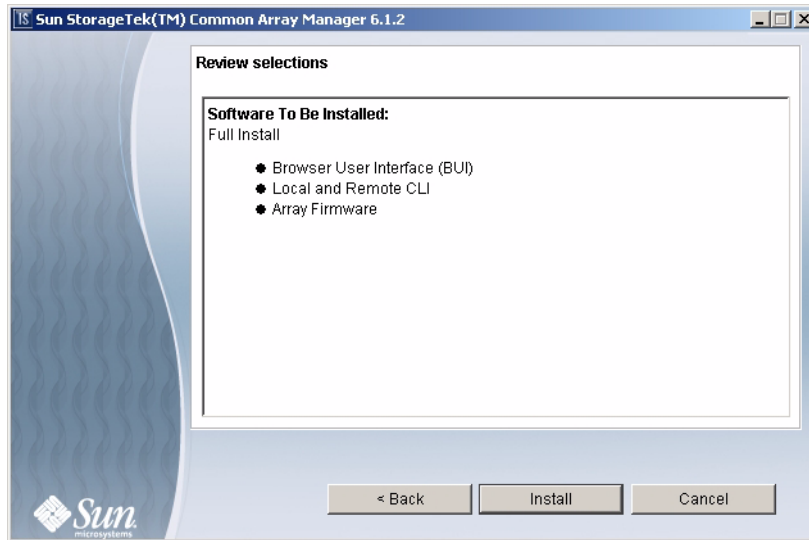 Sun StorageTek(TM) Common Array Manager 6.1.2
Review selections
Software To Be Installed:
Full Install
Browser User Interface (BUI)
Local and Remote CLI
Array Firmware
< Back
Install
Cancel
Sun
microsystems